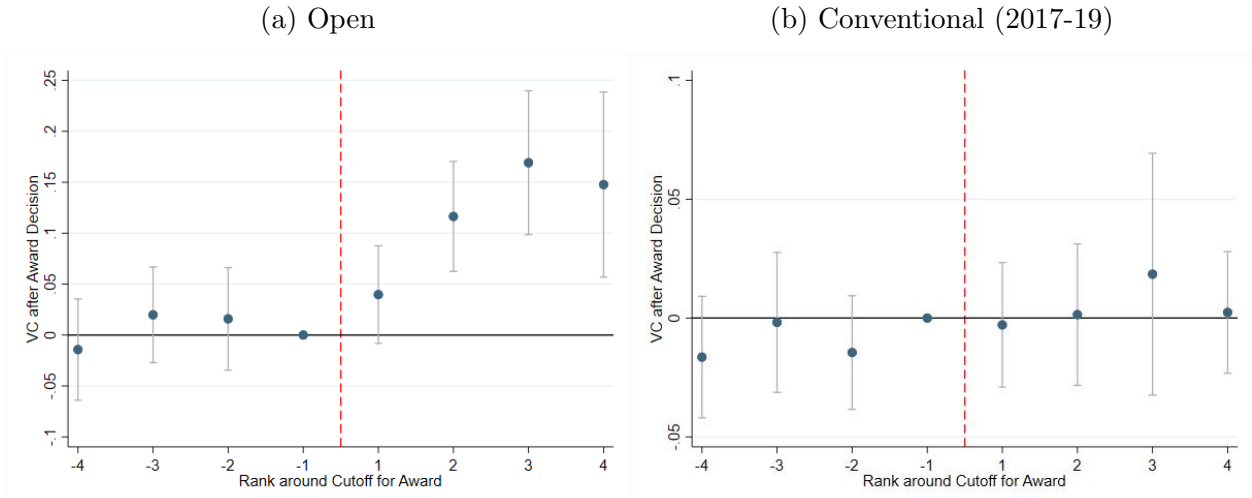 (a) Open
(b) Conventional (2017-19)
.25
.2
.15
.1
.05
0
-.05
-.1
VC after Award Decision
-4 -3 -2 -1 1 2 3 4
Rank around Cutoff for Award
.1
.05
0
-.05
VC after Award Decision
-4 -3 -2 -1 1 2 3 4
Rank around Cutoff for Award